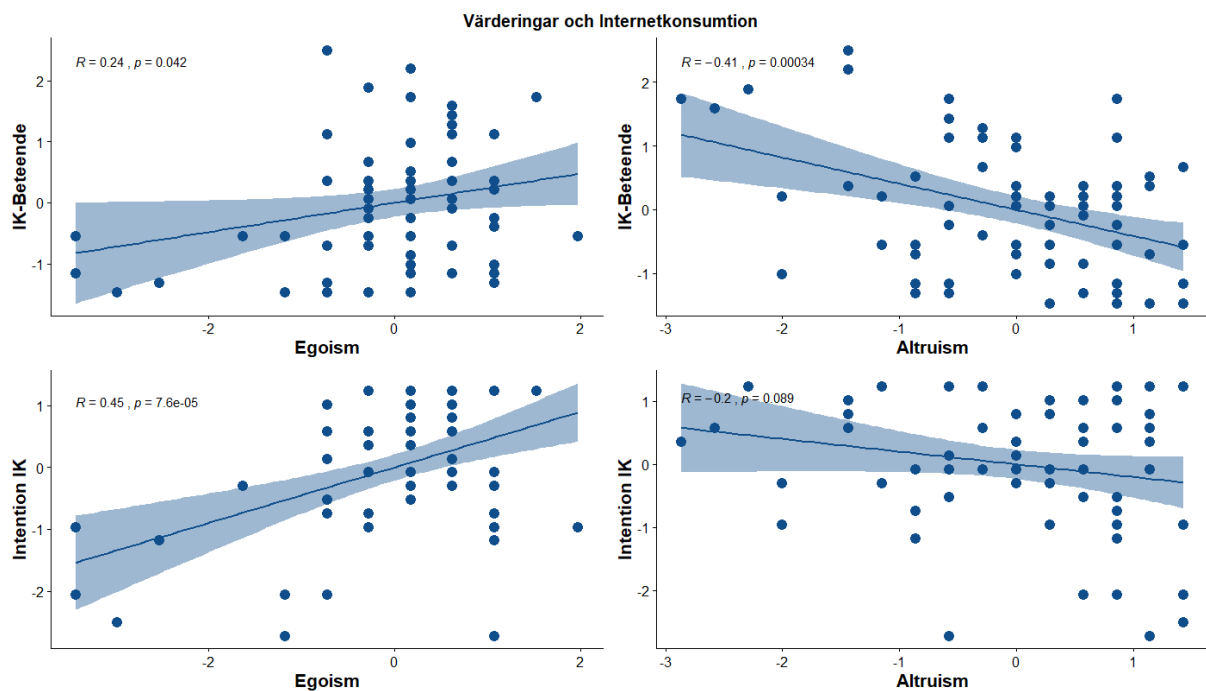 Värderingar och Internetkonsumtion
R = 0.24 , p = 0.042
IK-Beteende
2
1
0
-1
-2
0
2
Egoism
R = −0.41 , p = 0.00034
IK-Beteende
2
1
0
-1
-3
-2
-1
0
1
Altruism
R = 0.45 , p = 7.6e-05
Intention IK
1
0
-1
-2
-2
0
2
Egoism
R = −0.2 , p = 0.089
Intention IK
1
0
-1
-2
-3
-2
-1
0
1
Altruism